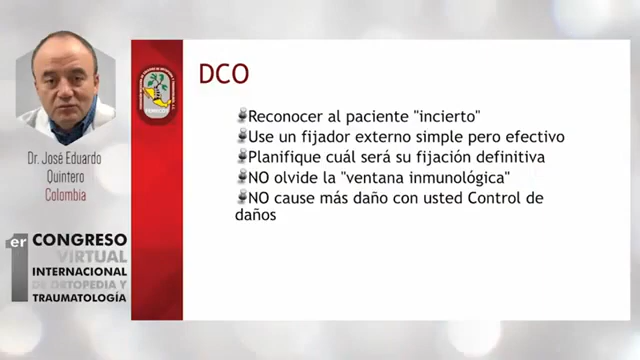 Dr. José Eduardo
Quintero
Colombia
1er
CONGRESO
VIRTUAL
INTERNACIONAL
DE ORTOPEDIA Y
TRAUMATOLOGÍA
DCO
Reconocer al paciente "incierto"
Use un fijador externo simple pero efectivo
Planifique cuál será su fijación definitiva
NO olvide la "ventana inmunológica"
NO cause más daño con usted Control de
daños